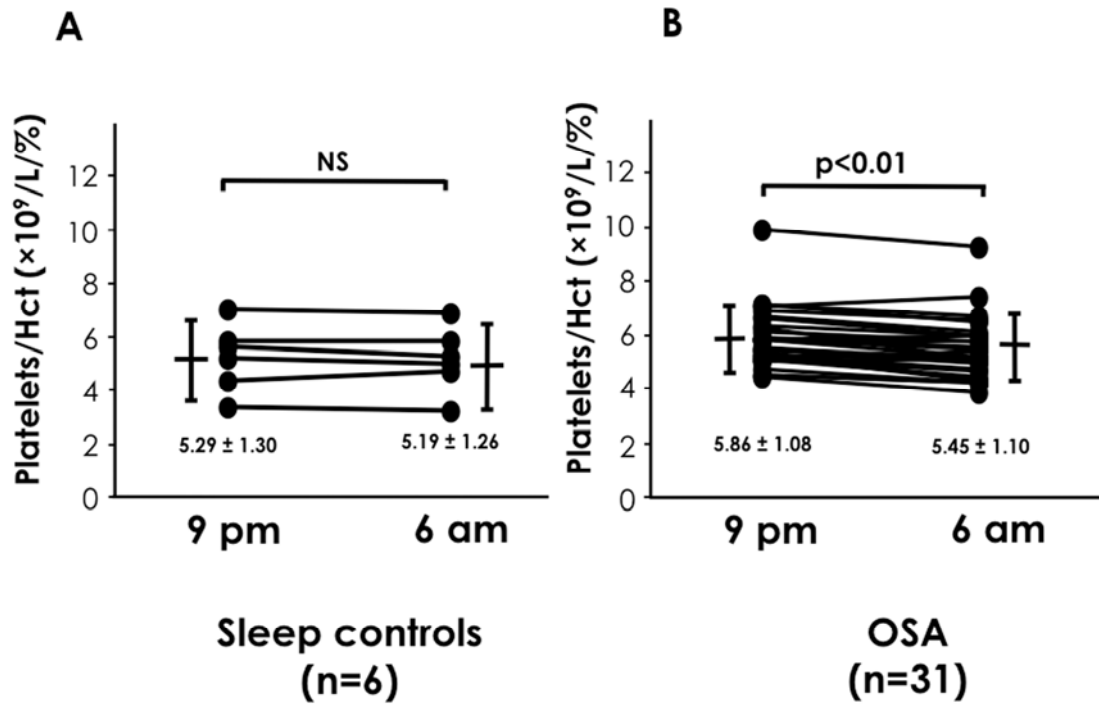 A
Platelets/Hct (×10⁹/L/%)
12
10
8
6
4
2
0
NS
5.29 ± 1.30
5.19 ± 1.26
9 pm
6 am
Sleep controls
(n=6)
B
Platelets/Hct (×10⁹/L/%)
12
10
8
6
4
2
0
p<0.01
5.86 ± 1.08
5.45 ± 1.10
9 pm
6 am
OSA
(n=31)